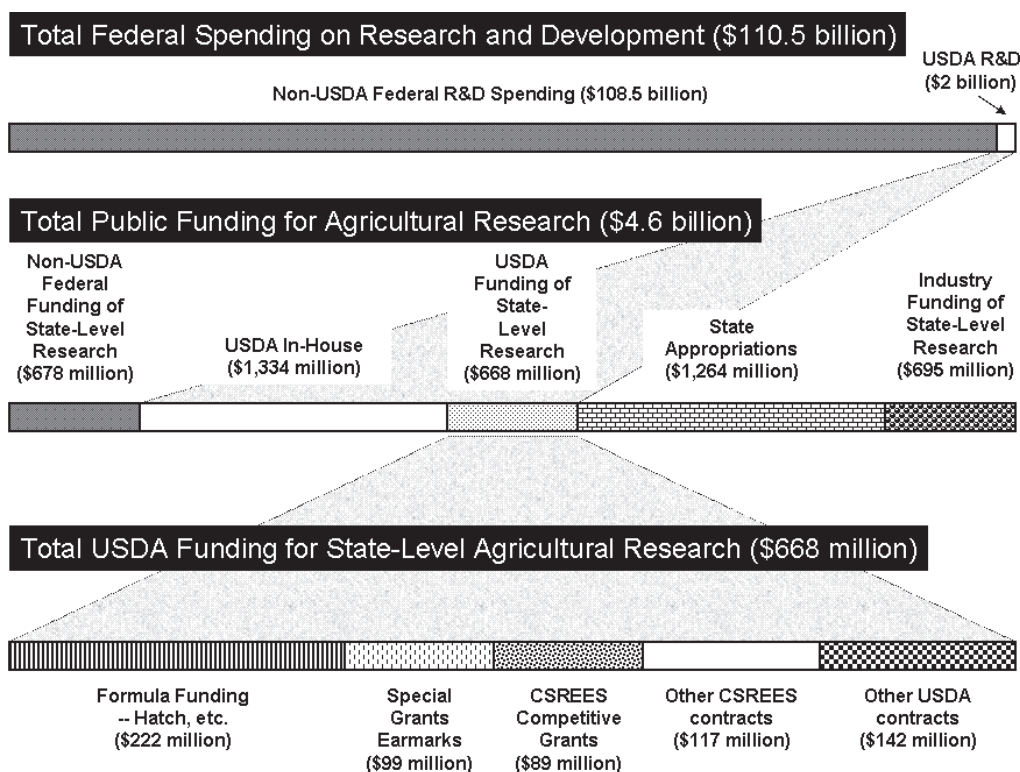 Total Federal Spending on Research and Development ($110.5 billion)
USDA R&D
($2 billion)
Non-USDA Federal R&D Spending ($108.5 billion)
Total Public Funding for Agricultural Research ($4.6 billion)
Non-USDA
Federal
Funding of
State-Level
Research
($678 million)
USDA In-House
($1,334 million)
USDA
Funding of
State-
Level
Research
($668 million)
State
Appropriations
($1,264 million)
Industry
Funding of
State-Level
Research
($695 million)
Total USDA Funding for State-Level Agricultural Research ($668 million)
Formula Funding
-- Hatch, etc.
($222 million)
Special
Grants
Earmarks
($99 million)
CSREES
Competitive
Grants
($89 million)
Other CSREES
contracts
($117 million)
Other USDA
contracts
($142 million)